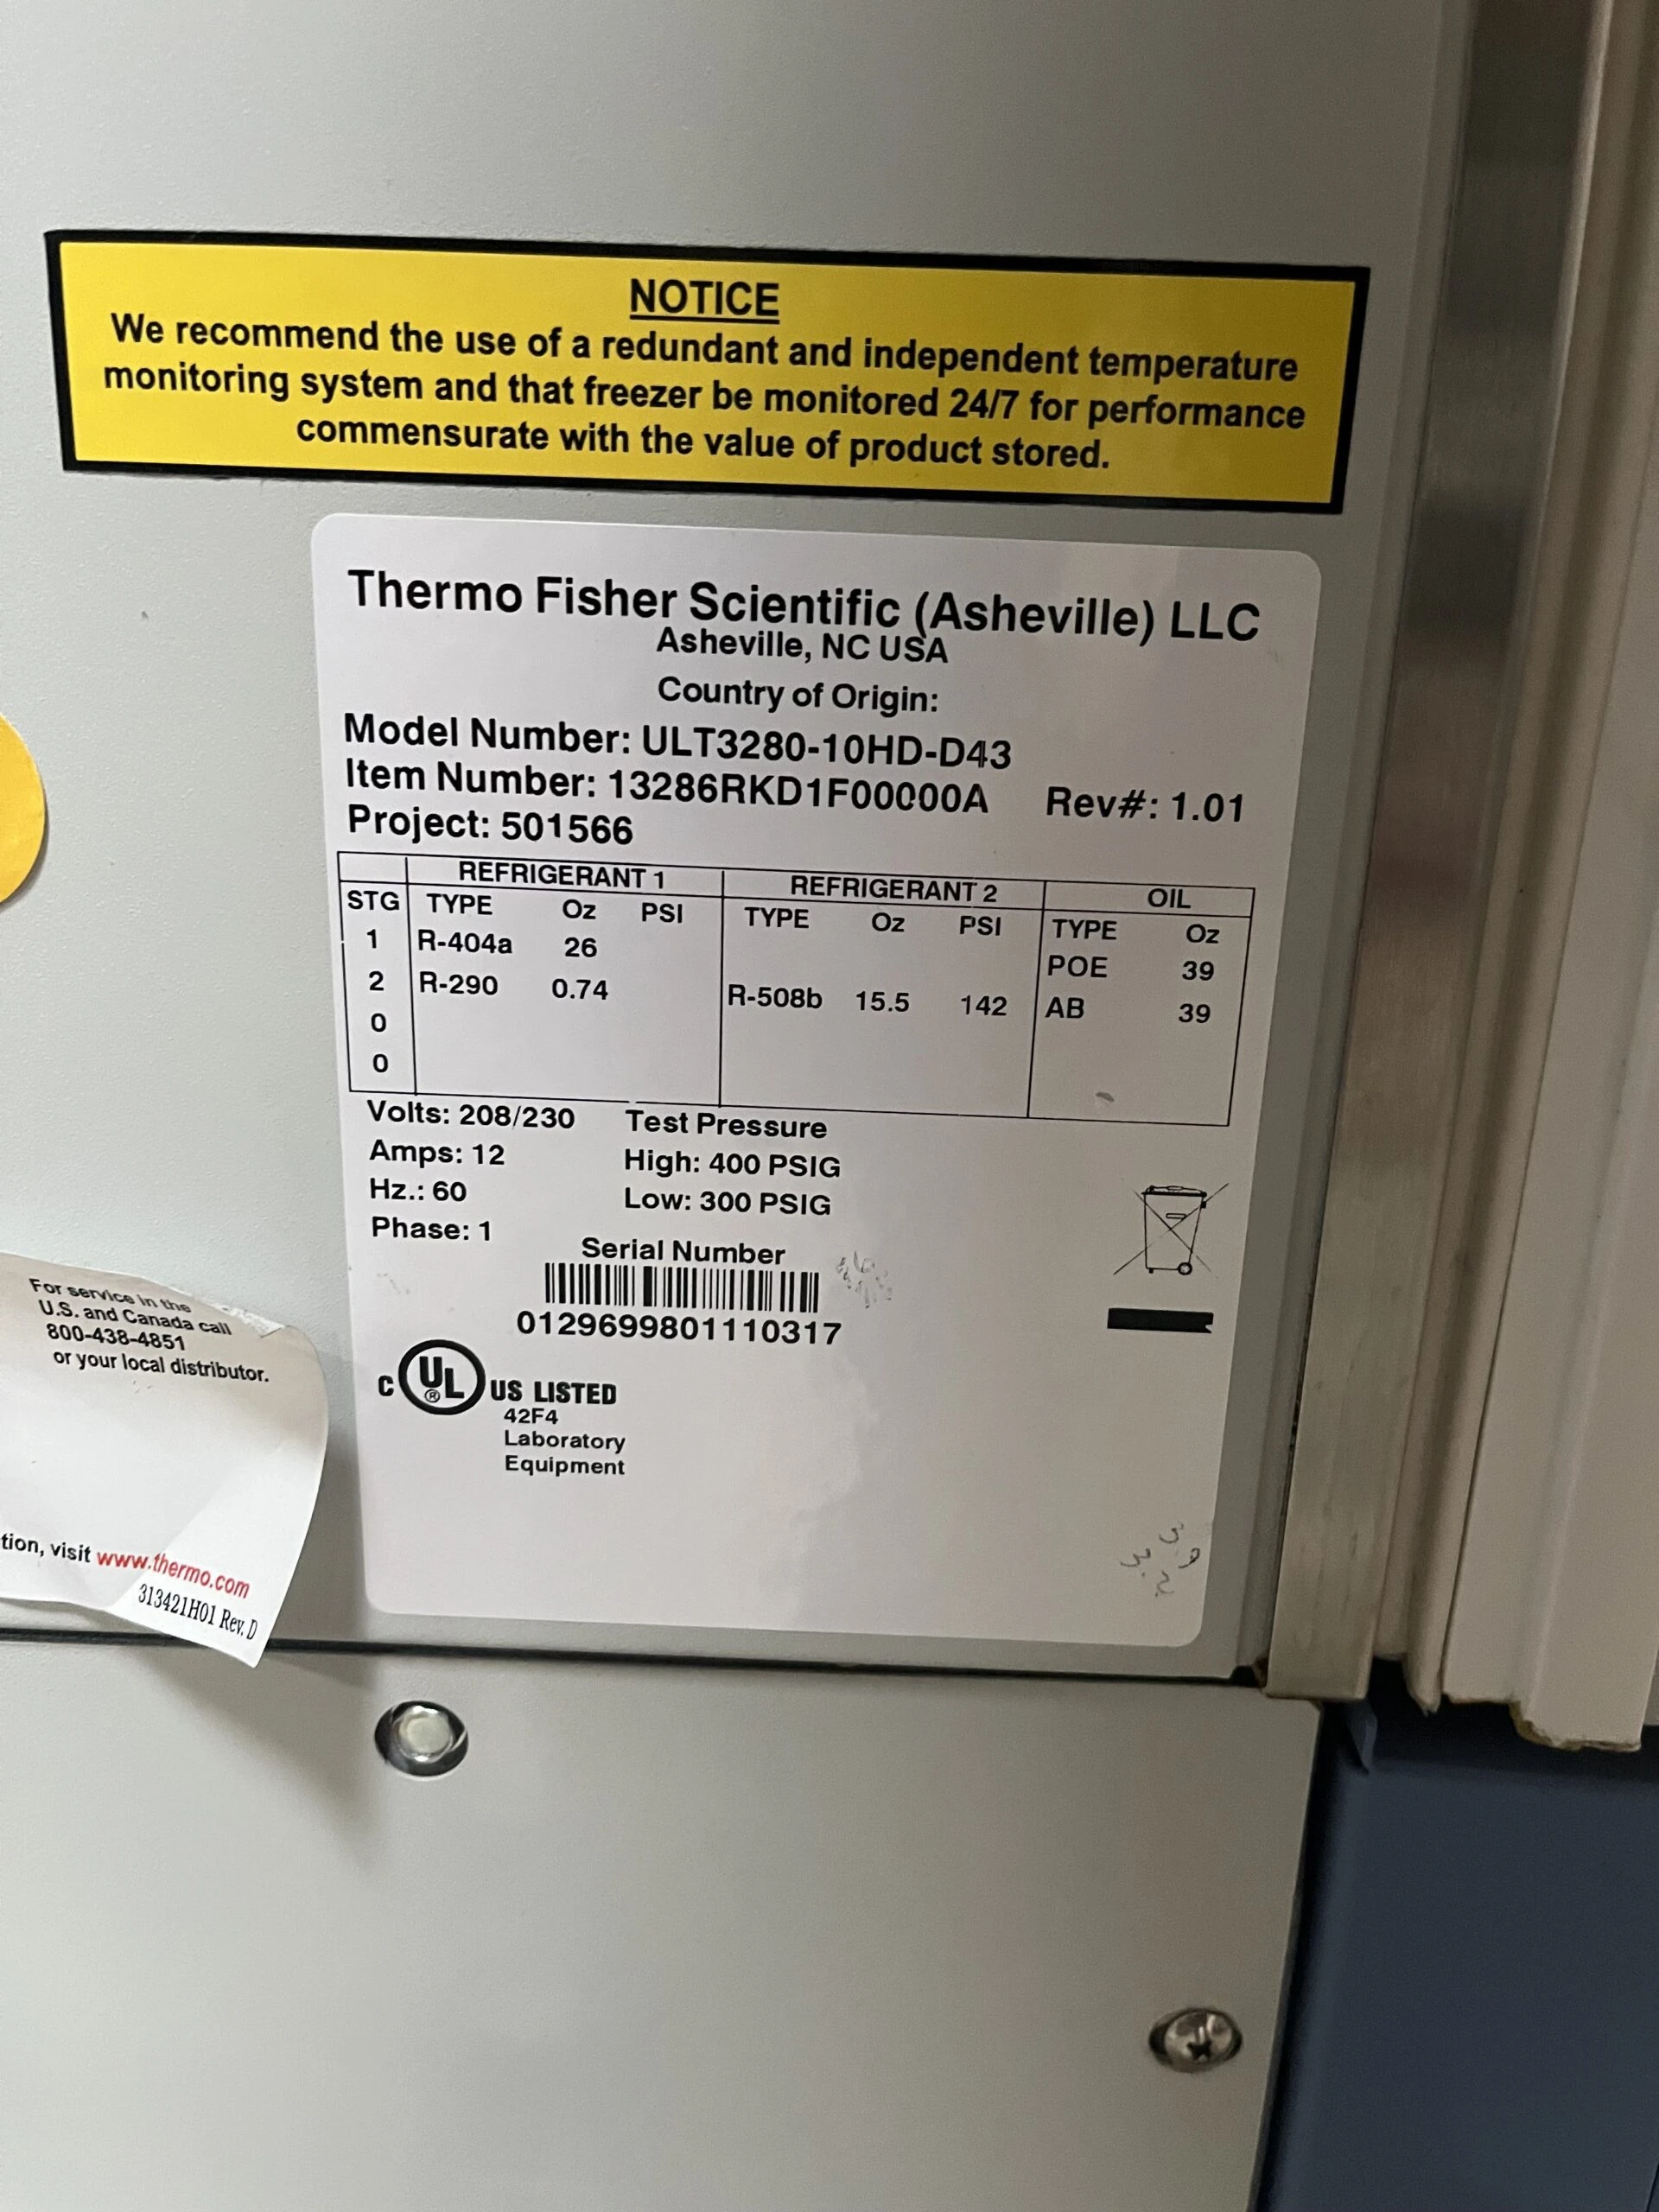 NOTICE
We recommend the use of a redundant and independent temperature
monitoring system and that freezer be monitored 24/7 for performance
commensurate with the value of product stored.
Thermo Fisher Scientific (Asheville) LLC
Asheville, NC USA
Country of Origin:
Model Number: ULT3280-10HD-D43
Item Number: 13286RKD1F00000A Rev#: 1.01
Project: 501566
REFRIGERANT 1 REFRIGERANT 2 OIL
STG TYPE Oz PSI TYPE Oz PSI TYPE Oz
1 R-404a 26 POE 39
2 R-290 0.74 R-508b 15.5 142 AB 39
0
0
Volts: 208/230 Test Pressure
Amps: 12 High: 400 PSIG
Hz.: 60 Low: 300 PSIG
Phase: 1
Serial Number
0129699801110317
C UL ® US LISTED
42F4
Laboratory
Equipment
For service in the
U.S. and Canada call
800-438-4851
or your local distributor.
tion, visit www.thermo.com
313421H01 Rev. D